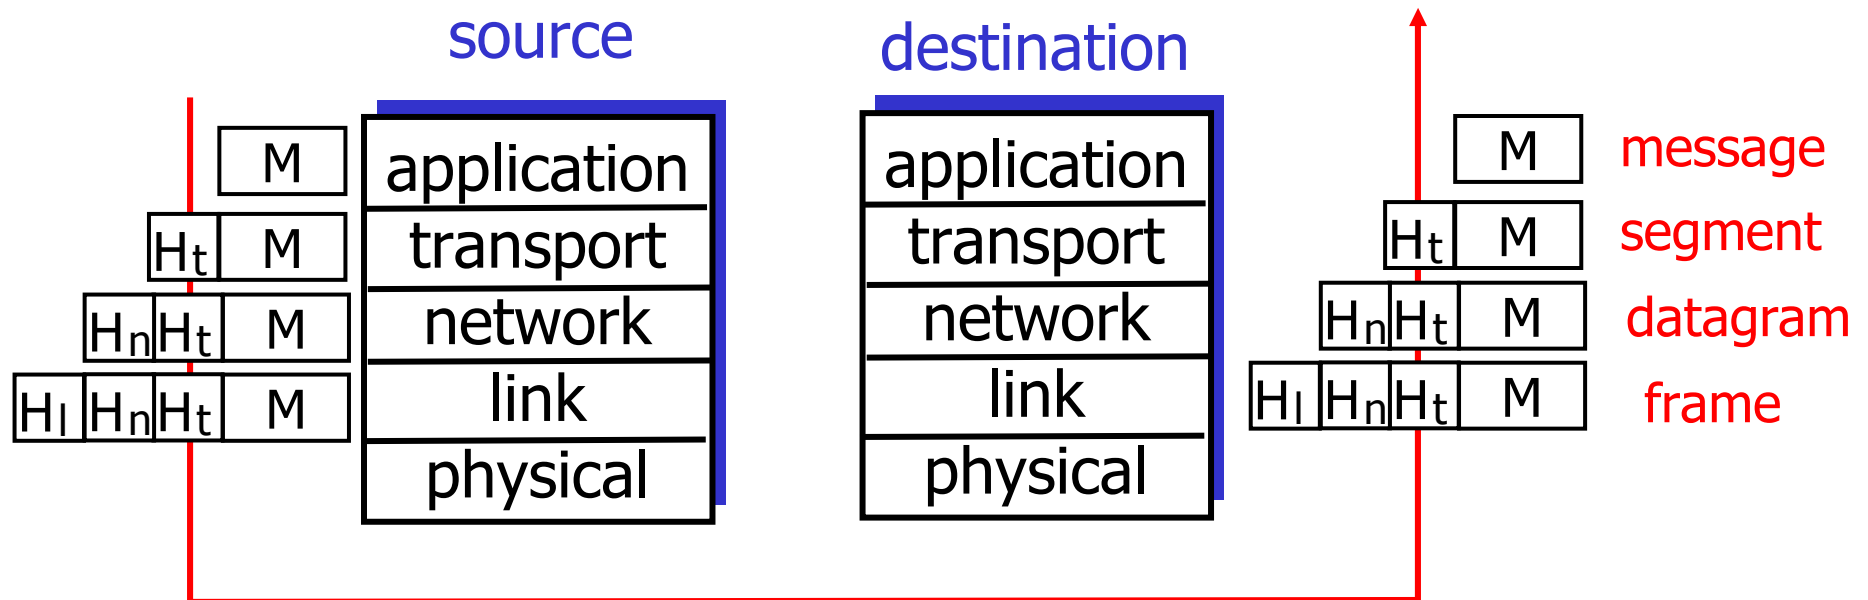 source destination
M application application M message
Ht M transport transport Ht M segment
Hn Ht M network network Hn Ht M datagram
Hl Hn Ht M link link Hl Hn Ht M frame
physical physical